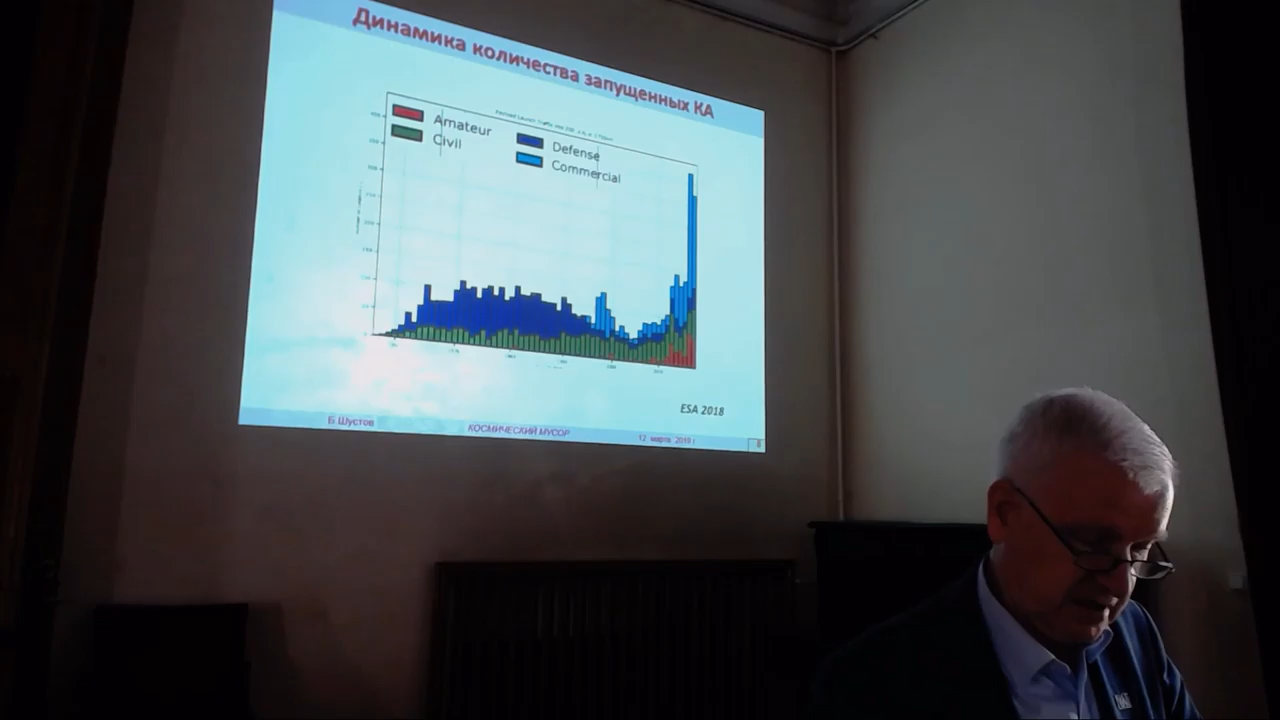 Динамика количества запущенных КА
Amateur
Civil
Defense
Commercial
ESA 2018
Б.Шустов
КОСМИЧЕСКИЙ МУСОР
12 марта 2019 г